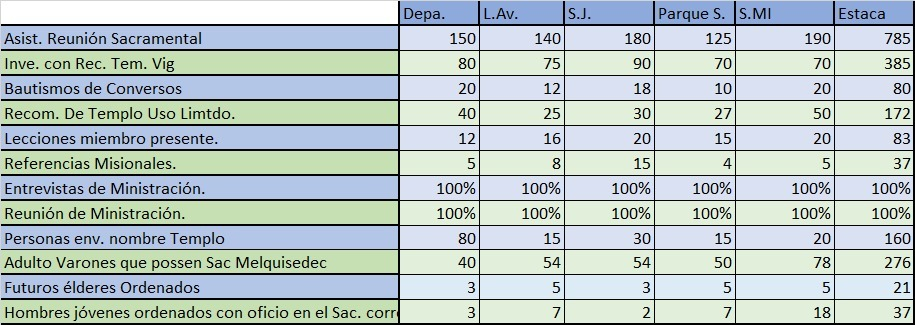 Depa. L.Av. S.J. Parque S. S.MI Estaca
Asist. Reunión Sacramental 150 140 180 125 190 785
Inve. con Rec. Tem. Vig 80 75 90 70 70 385
Bautismos de Conversos 20 12 18 10 20 80
Recom. De Templo Uso Limtdo. 40 25 30 27 50 172
Lecciones miembro presente. 12 16 20 15 20 83
Referencias Misionales. 5 8 15 4 5 37
Entrevistas de Ministración. 100% 100% 100% 100% 100% 100%
Reunión de Ministración. 100% 100% 100% 100% 100% 100%
Personas env. nombre Templo 80 15 30 15 20 160
Adulto Varones que possen Sac Melquisedec 40 54 54 50 78 276
Futuros élderes Ordenados 3 5 3 5 5 21
Hombres jóvenes ordenados con oficio en el Sac. corre 3 7 2 7 18 37